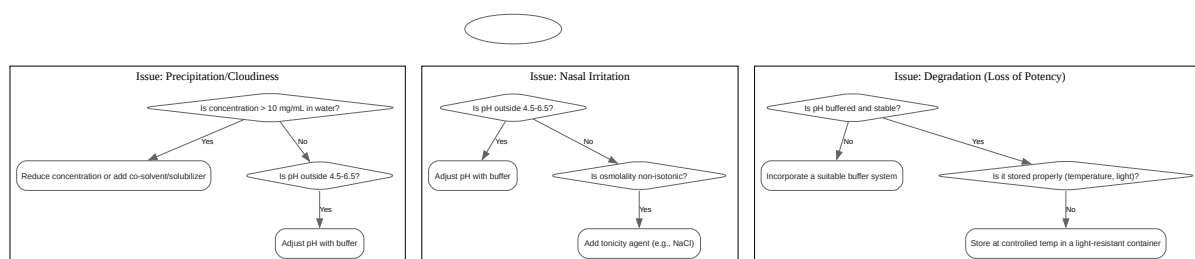 Issue: Precipitation/Cloudiness
Is concentration > 10 mg/mL in water?
Yes
No
Reduce concentration or add co-solvent/solubilizer
Is pH outside 4.5-6.5?
Yes
Adjust pH with buffer
Issue: Nasal Irritation
Is pH outside 4.5-6.5?
Yes
No
Adjust pH with buffer
Is osmolality non-isotonic?
Yes
Add tonicity agent (e.g., NaCl)
Issue: Degradation (Loss of Potency)
Is pH buffered and stable?
No
Yes
Incorporate a suitable buffer system
Is it stored properly (temperature, light)?
No
Store at controlled temp in a light-resistant container